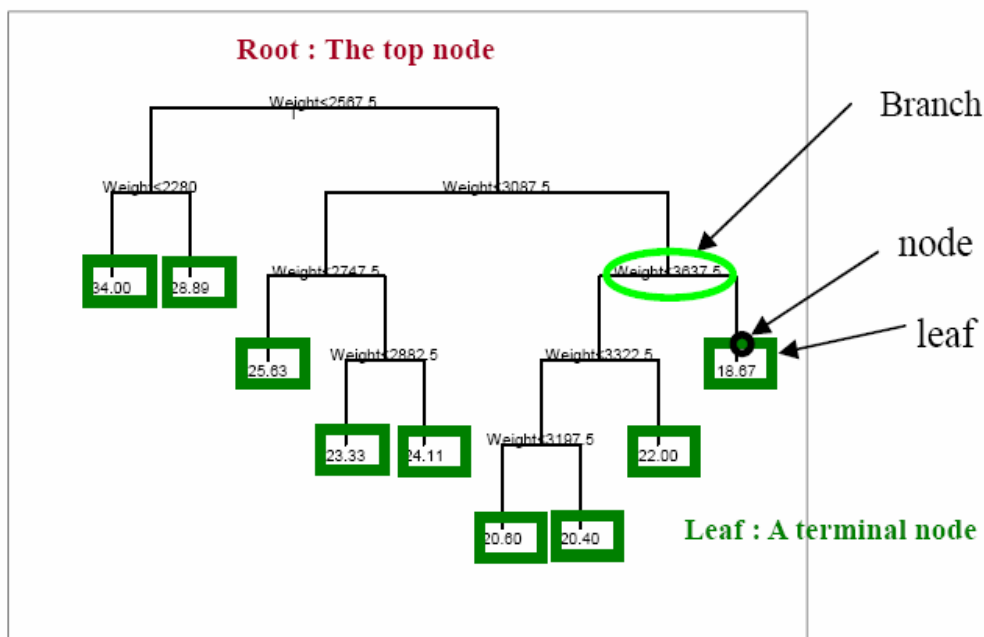 Root : The top node
Weight<2567.5
Branch
Weight<2280
Weight<3087.5
node
Weight<2747.5
Weight<3637.5
34.00
28.89
leaf
Weight<2882.5
Weight<3322.5
25.63
18.67
Weight<3197.5
23.33
24.11
22.00
Leaf : A terminal node
20.60
20.40